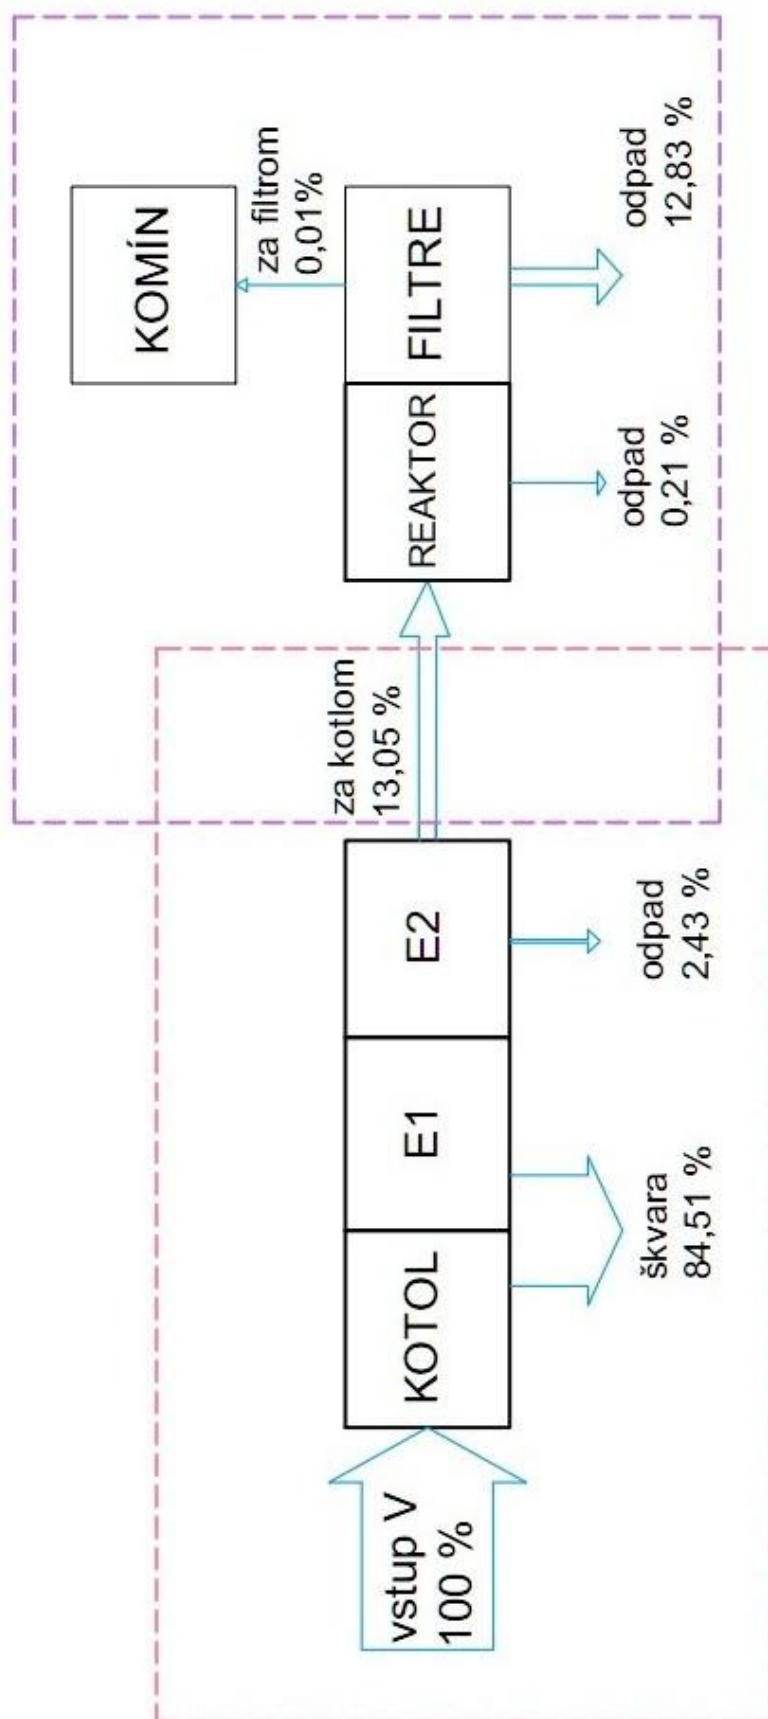 vstup V
100 %
KOTOL
E1
E2
škvara
84,51 %
odpad
2,43 %
za kotlom
13,05 %
REAKTOR
FILTRE
odpad
0,21 %
odpad
12,83 %
za filtrom
0,01%
KOMÍN